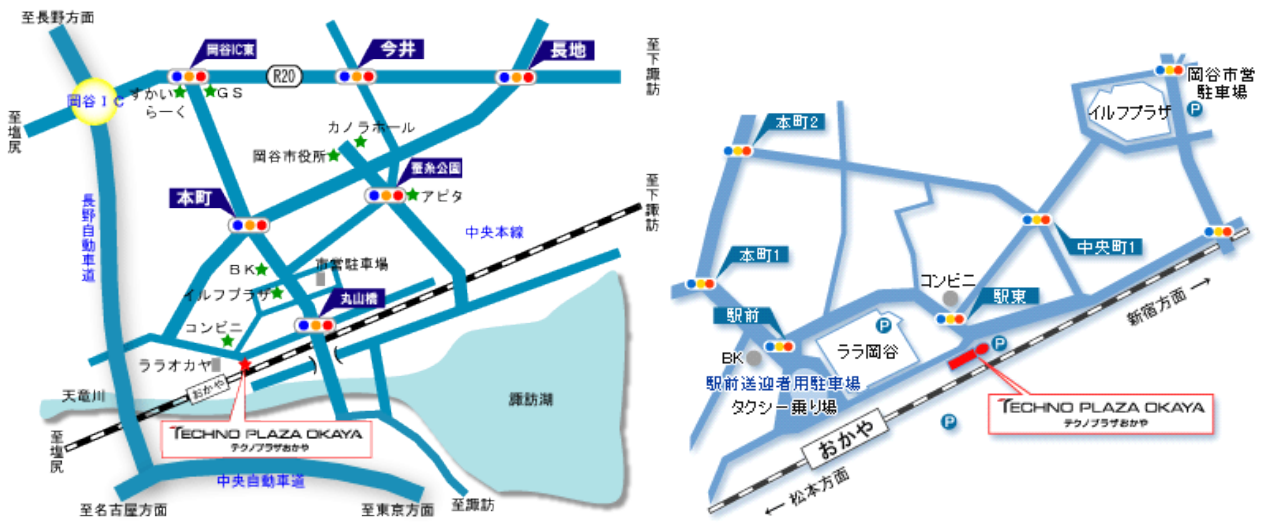 至長野方面
岡谷IC東
今井
長地
至下諏訪
R20
岡谷ＩＣ
すかい
らーく
ＧＳ
至塩尻
カノラホール
岡谷市役所
蚕糸公園
アピタ
至下諏訪
本町
長野自動車道
中央本線
ＢＫ
市営駐車場
イルフプラザ
丸山橋
コンビニ
ララオカヤ
おかや
天竜川
諏訪湖
至塩尻
TECHNO PLAZA OKAYA
テクノプラザおかや
中央自動車道
至名古屋方面
至東京方面
至諏訪
岡谷市営
駐車場
P
イルフプラザ
本町2
中央町1
本町1
コンビニ
駅東
新宿方面
駅前
P
ララ岡谷
P
BK
駅前送迎者用駐車場
タクシー乗り場
TECHNO PLAZA OKAYA
テクノプラザおかや
P
おかや
松本方面